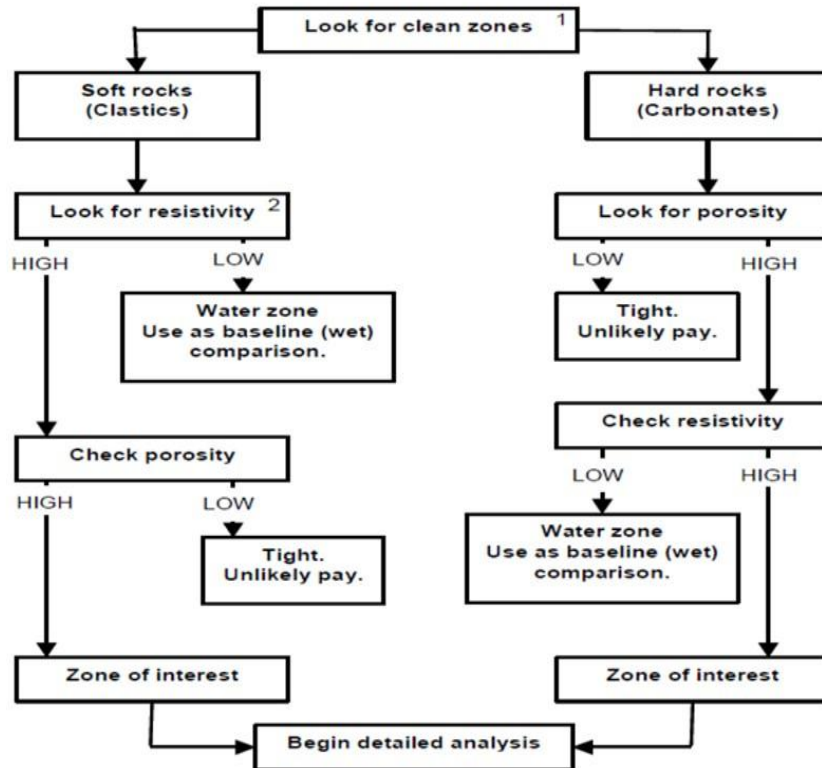 Look for clean zones 1
Soft rocks
(Clastics)
Hard rocks
(Carbonates)
Look for resistivity 2
Look for porosity
HIGH
LOW
LOW
HIGH
Water zone
Use as baseline (wet)
comparison.
Tight.
Unlikely pay.
Check porosity
Check resistivity
HIGH
LOW
LOW
HIGH
Tight.
Unlikely pay.
Water zone
Use as baseline (wet)
comparison.
Zone of interest
Zone of interest
Begin detailed analysis